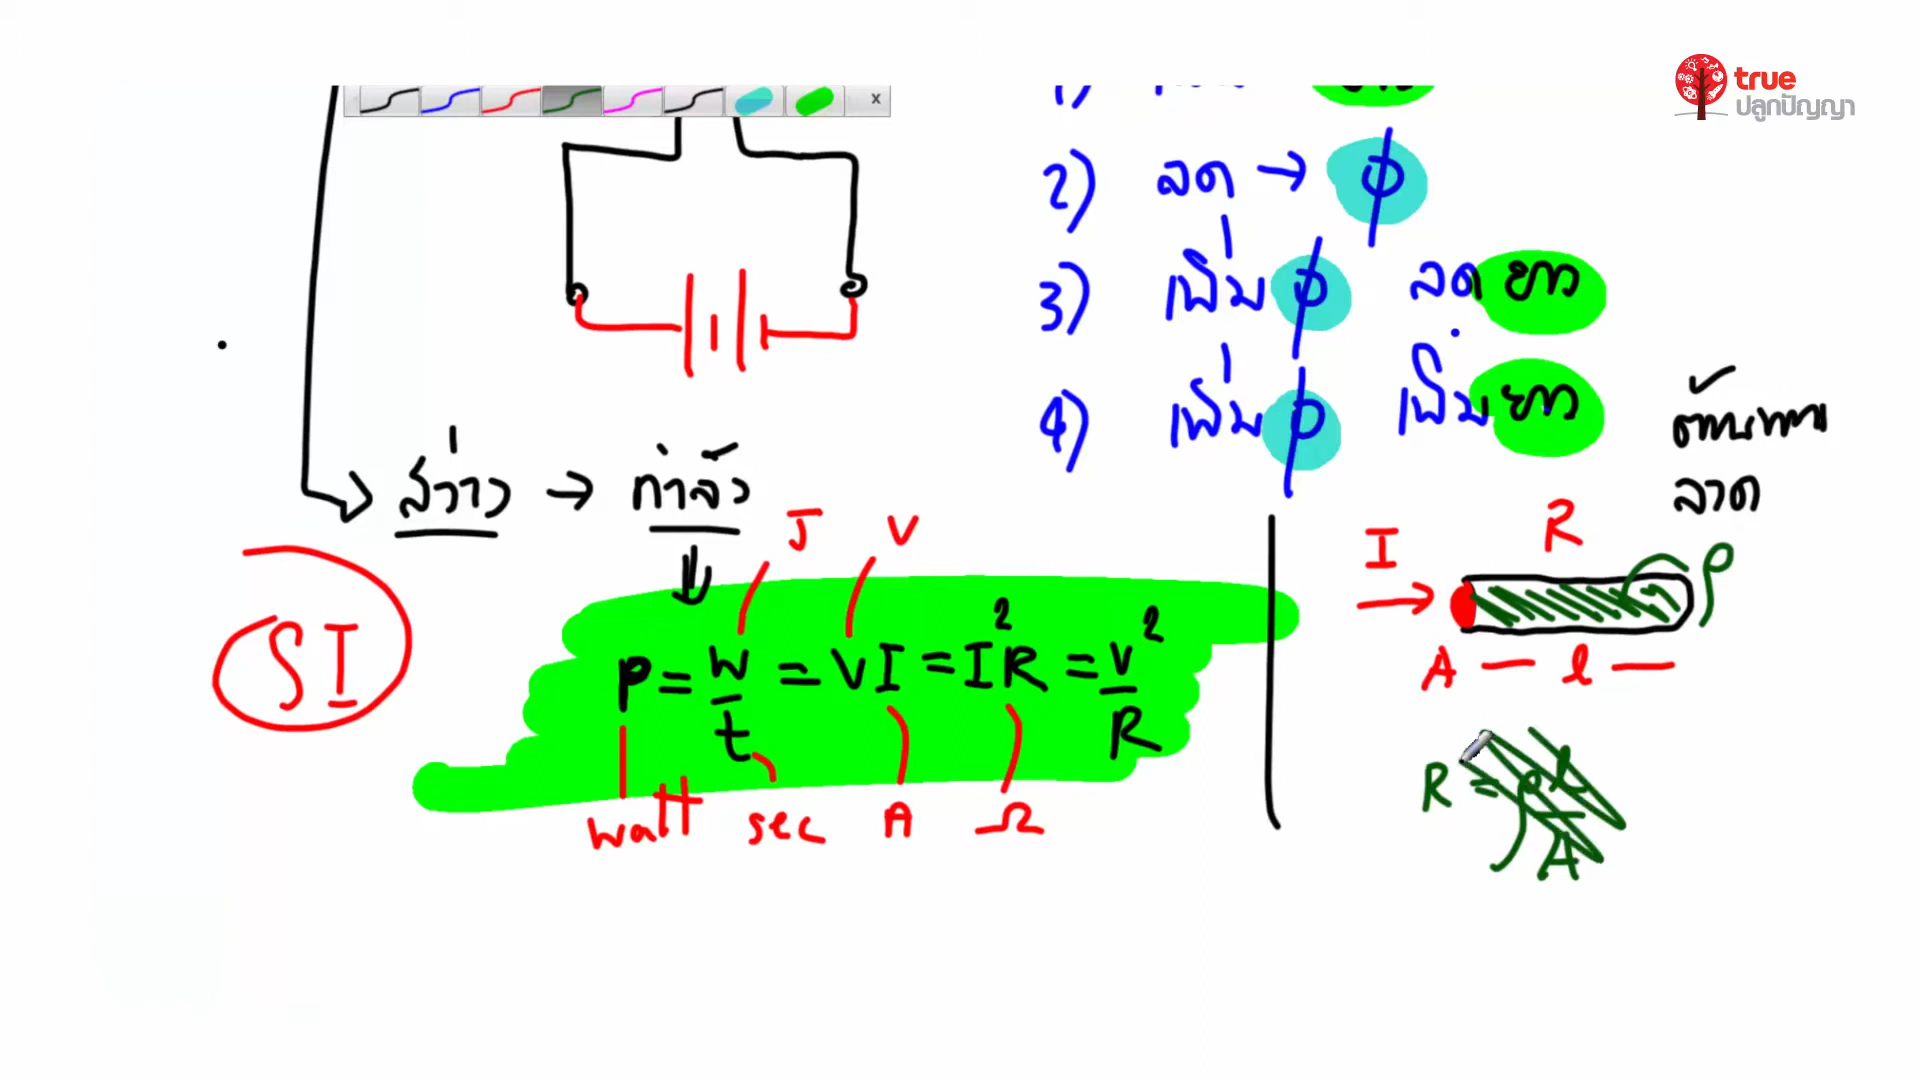 true
ปลูกปัญญา
x
2) ลด → ϕ
3) เพิ่ม ϕ ลด ยาว
4) เพิ่ม ϕ เพิ่ม ยาว
สว่าง → กำลัง
SI
J V
P = W/t = VI = I²R = V²/R
watt sec A Ω
ต้านทาน
ลวด
I R ρ
A l
R = ρl/A